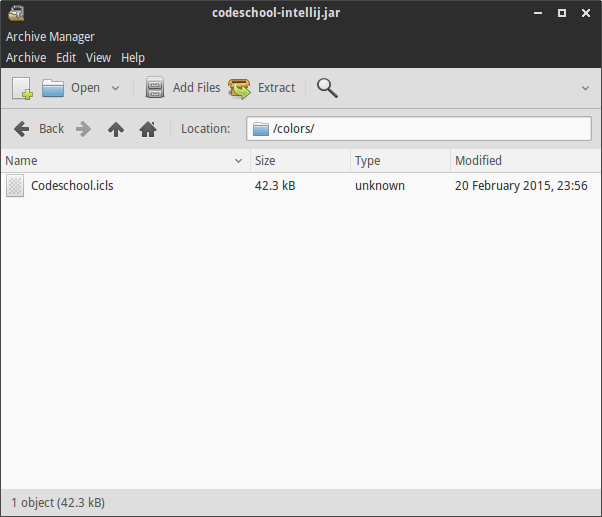 codeschool-intellij.jar
Archive Manager
Archive Edit View Help
Open Add Files Extract
Back Location: /colors/
Name Size Type Modified
Codeschool.icls 42.3 kB unknown 20 February 2015, 23:56
1 object (42.3 kB)